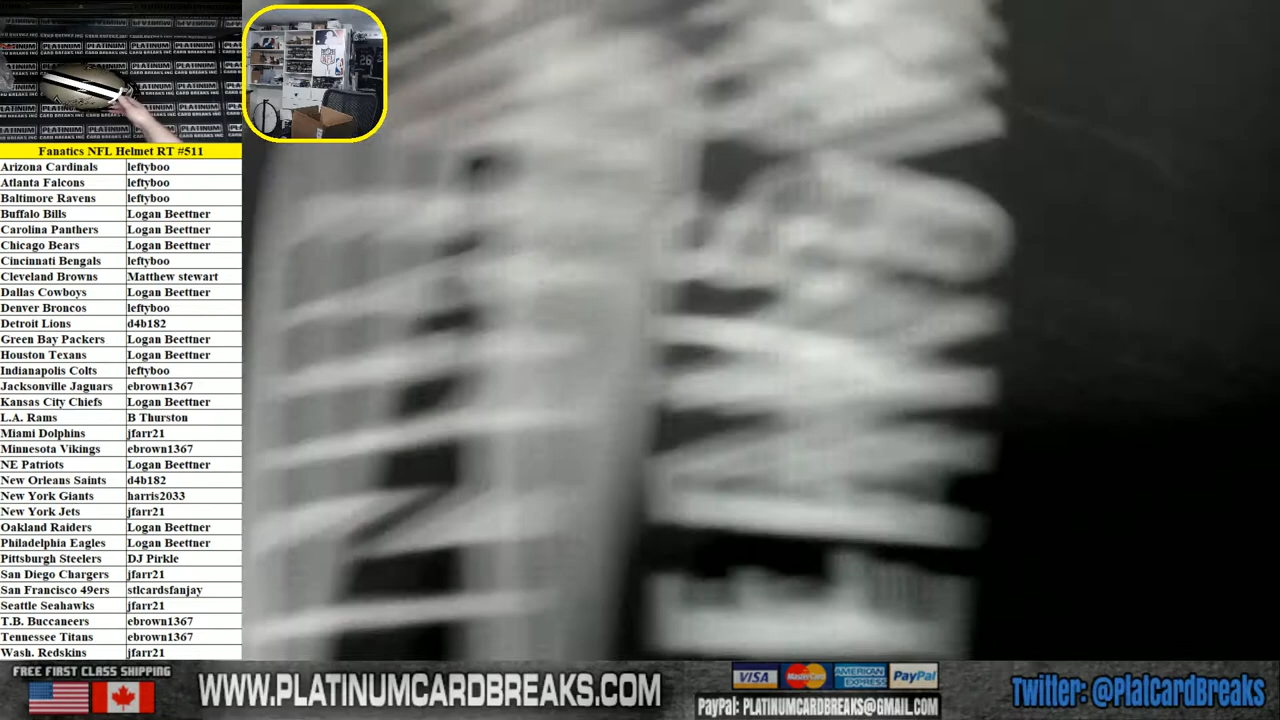 Fanatics NFL Helmet RT #511
Arizona Cardinals leftyboo
Atlanta Falcons leftyboo
Baltimore Ravens leftyboo
Buffalo Bills Logan Beettner
Carolina Panthers Logan Beettner
Chicago Bears Logan Beettner
Cincinnati Bengals leftyboo
Cleveland Browns Matthew stewart
Dallas Cowboys Logan Beettner
Denver Broncos leftyboo
Detroit Lions d4b182
Green Bay Packers Logan Beettner
Houston Texans Logan Beettner
Indianapolis Colts leftyboo
Jacksonville Jaguars ebrown1367
Kansas City Chiefs Logan Beettner
L.A. Rams B Thurston
Miami Dolphins jfarr21
Minnesota Vikings ebrown1367
NE Patriots Logan Beettner
New Orleans Saints d4b182
New York Giants harris2033
New York Jets jfarr21
Oakland Raiders Logan Beettner
Philadelphia Eagles Logan Beettner
Pittsburgh Steelers DJ Pirkle
San Diego Chargers jfarr21
San Francisco 49ers stlcardsfanjay
Seattle Seahawks jfarr21
T.B. Buccaneers ebrown1367
Tennessee Titans ebrown1367
Wash. Redskins jfarr21
FREE FIRST CLASS SHIPPING
WWW.PLATINUMCARDBREAKS.COM
VISA MasterCard AMERICAN EXPRESS PayPal
PayPal: PLATINUMCARDBREAKS@GMAIL.COM
Twitter: @PlatCardBreaks